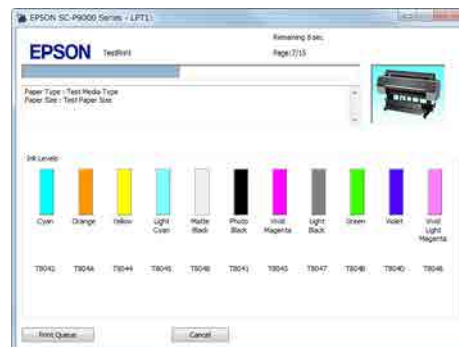 EPSON SC-P9000 Series - LPT1:
EPSON
TestPrint
Remaining 8 sec.
Page:7/15
Paper Type : Test Media Type
Paper Size : Test Paper Size
Ink Levels
Cyan
Orange
Yellow
Light Cyan
Matte Black
Photo Black
Vivid Magenta
Light Black
Green
Violet
Vivid Light Magenta
T8042
T804A
T8044
T8045
T8048
T8041
T8043
T8047
T804B
T804D
T8046
Print Queue
Cancel